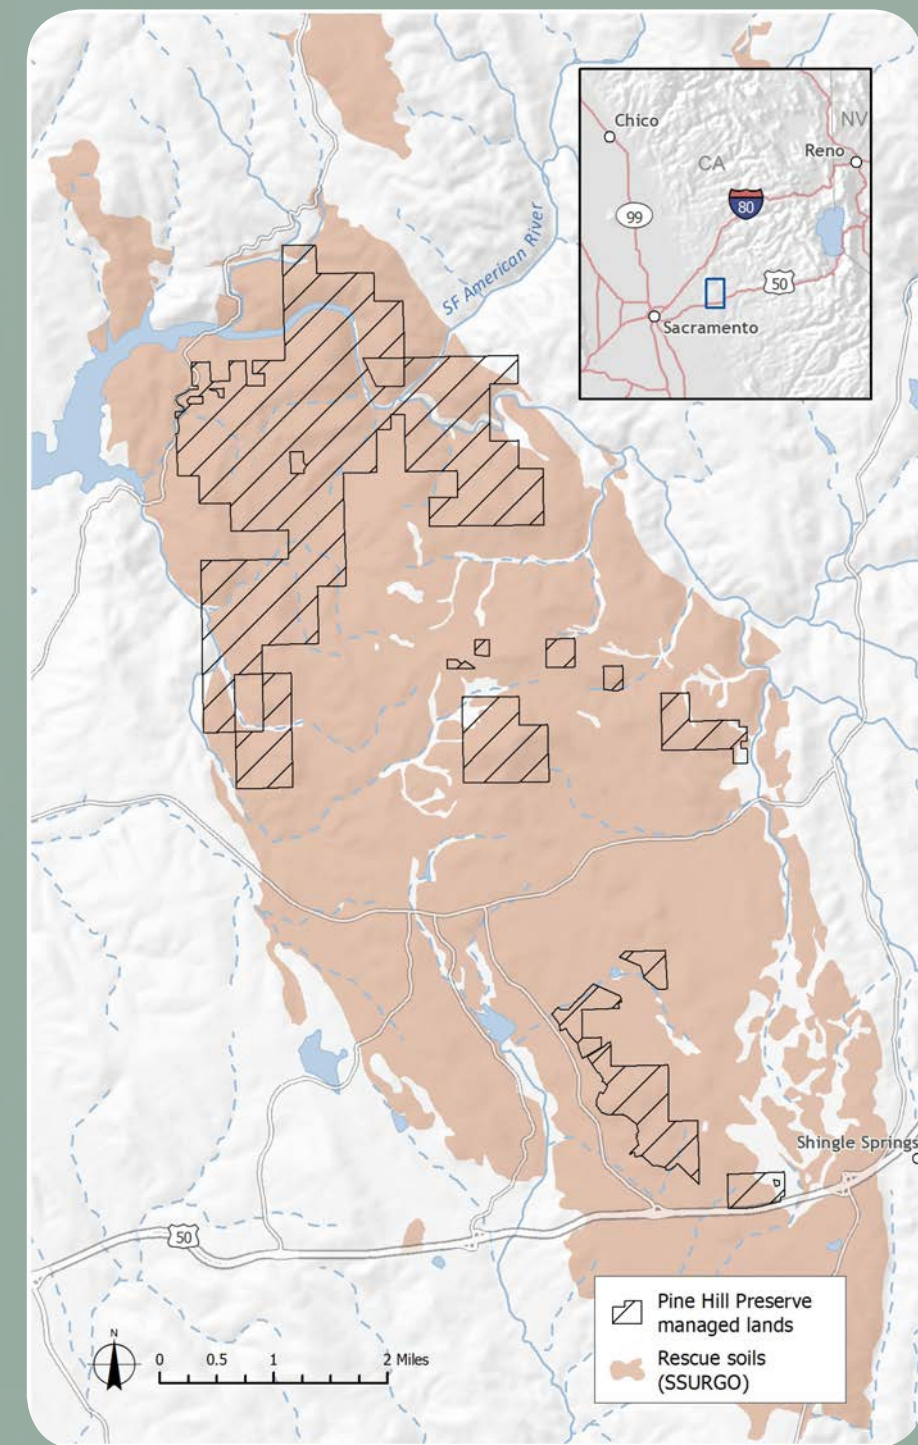 Chico
NV
CA
Reno
80
99
50
Sacramento
SF American River
Shingle Springs
50
Pine Hill Preserve
managed lands
Rescue soils
(SSURGO)
N
0 0.5 1 2 Miles